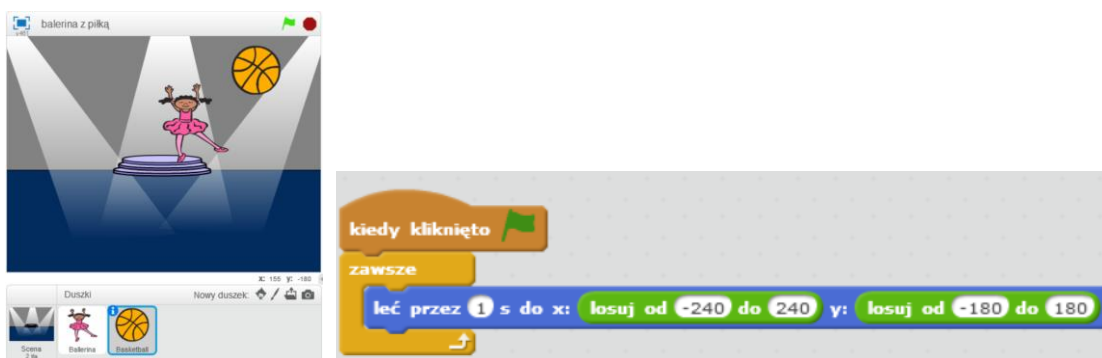 balerina z piłką
x: 155 y: -180
Duszki
Nowy duszek:
Scena
Balerina
Basketball
kiedy kliknięto
zawsze
leć przez 1 s do x: losuj od -240 do 240 y: losuj od -180 do 180